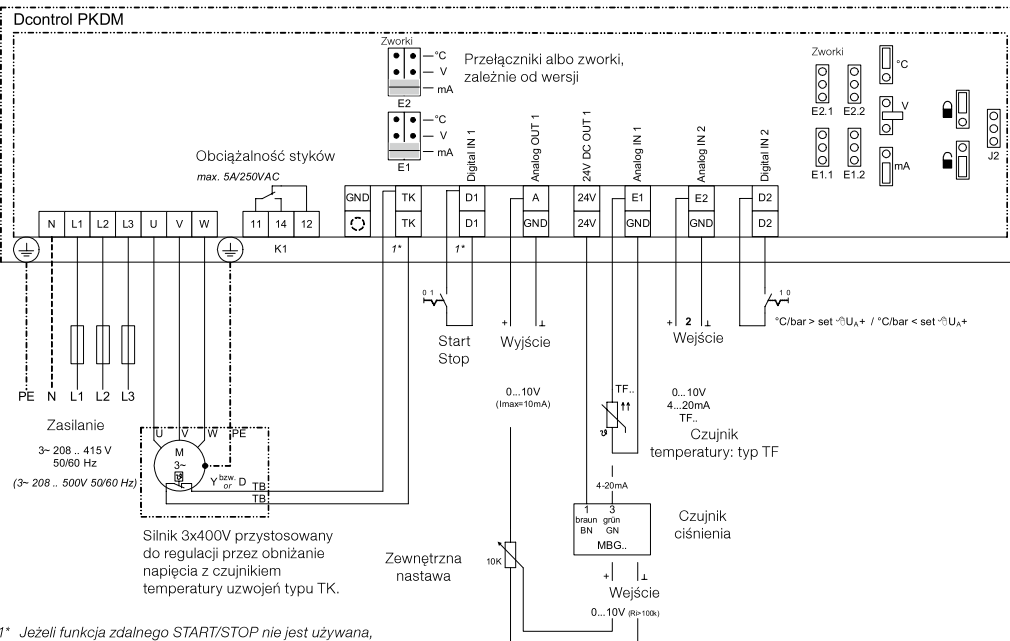 Dcontrol PKDM
Zworki
°C
V
mA
E2
°C
V
mA
E1
Przełączniki albo zworki,
zależnie od wersji
Zworki
E2.1 E2.2
E1.1 E1.2
°C
V
mA
J2
Obciążalność styków
max. 5A/250VAC
Digital IN 1
Analog OUT 1
24V DC OUT 1
Analog IN 1
Analog IN 2
Digital IN 2
GND TK D1 A 24V E1 E2 D2
TK D1 GND 24V GND GND D2
N L1 L2 L3 U V W
11 14 12
K1
1* 1*
0 1
Start
Stop
+ ⊥
Wyjście
0...10V
(Imax=10mA)
+ 2 ⊥
Wejście
0...10V
4...20mA
TF..
1 0
°C/bar > set UA+ / °C/bar < set UA+
PE N L1 L2 L3
Zasilanie
3~ 208 .. 415 V
50/60 Hz
(3~ 208 .. 500V 50/60 Hz)
U V W PE
M
3~
Y bzw. or D
TB
TB
Silnik 3x400V przystosowany
do regulacji przez obniżanie
napięcia z czujnikiem
temperatury uzwojeń typu TK.
TF..
ϑ
Czujnik
temperatury: typ TF
4-20mA
1 3
braun grün
BN GN
MBG..
Czujnik
ciśnienia
Zewnętrzna
nastawa
10K
+ ⊥
Wejście
0...10V (Ri>100k)
1* Jeżeli funkcja zdalnego START/STOP nie jest używana,